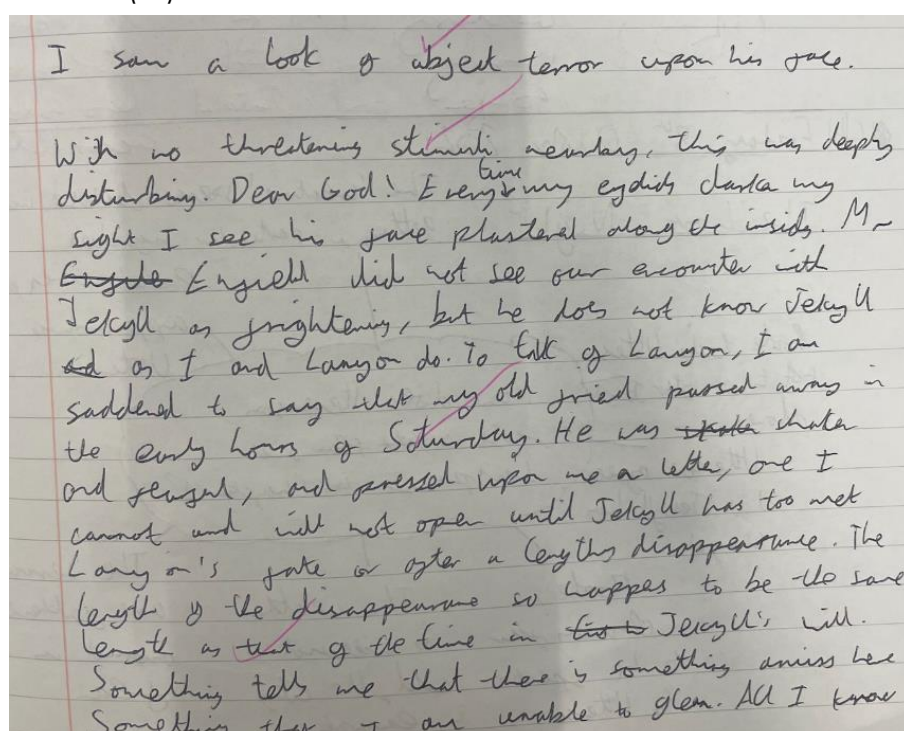 I saw a look of abject terror upon his face.
With no threatening stimuli nearby, this was deeply
disturbing. Dear God! Every time my eyelids darken my
sight I see his face plastered along the inside. Mr
Enfield did not see our encounter with
Jekyll as frightening, but he does not know Jekyll
as I and Lanyon do. To talk of Lanyon, I am
saddened to say that my old friend passed away in
the early hours of Saturday. He was shaken
and fearful, and pressed upon me a letter, one I
cannot and will not open until Jekyll has too met
Lanyon's fate or after a lengthy disappearance. The
length of the disappearance so happens to be the same
length as that of the time in Jekyll's will.
Something tells me that there is something amiss here
Something that I am unable to glean. All I know